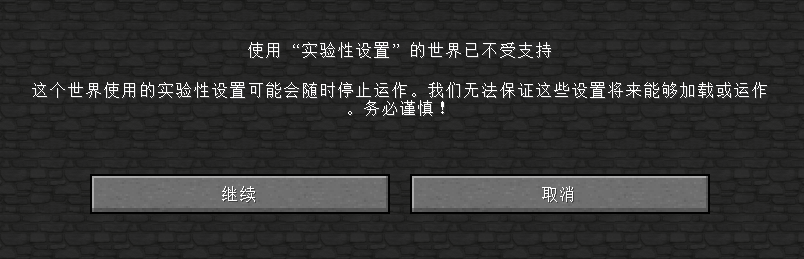 使用“实验性设置”的世界已不受支持
这个世界使用的实验性设置可能会随时停止运作。我们无法保证这些设置将来能够加载或运作
。务必谨慎！
继续
取消